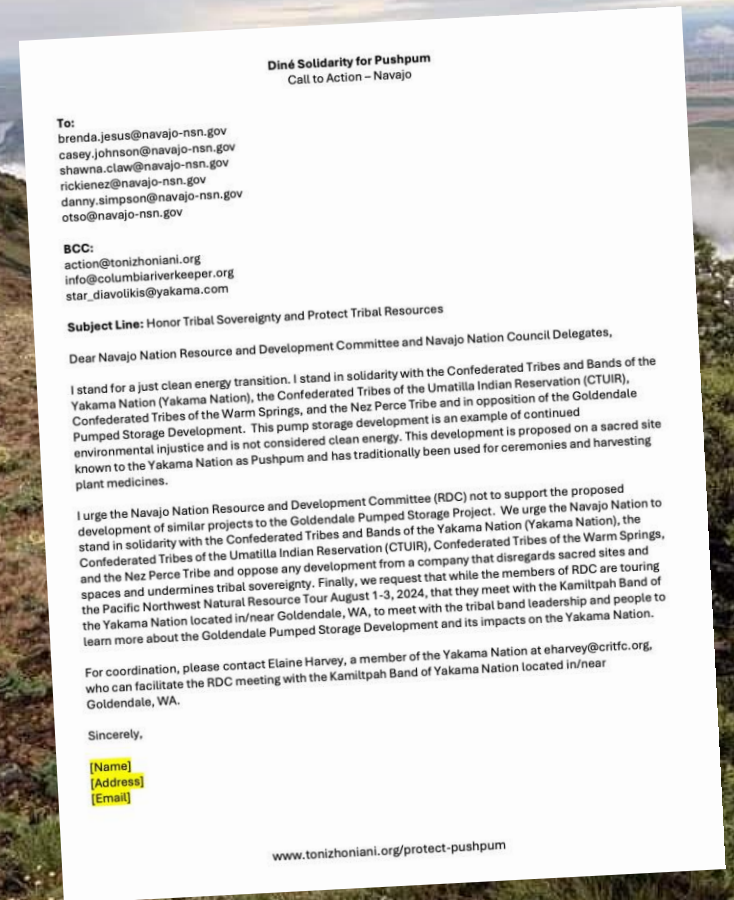 Diné Solidarity for Pushpum
Call to Action – Navajo
To:
brenda.jesus@navajo-nsn.gov
casey.johnson@navajo-nsn.gov
shawna.claw@navajo-nsn.gov
rickienez@navajo-nsn.gov
danny.simpson@navajo-nsn.gov
otso@navajo-nsn.gov
BCC:
action@tonizhoniani.org
info@columbiariverkeeper.org
star_diavolikis@yakama.com
Subject Line: Honor Tribal Sovereignty and Protect Tribal Resources
Dear Navajo Nation Resource and Development Committee and Navajo Nation Council Delegates,
I stand for a just clean energy transition. I stand in solidarity with the Confederated Tribes and Bands of the
Yakama Nation (Yakama Nation), the Confederated Tribes of the Umatilla Indian Reservation (CTUIR),
Confederated Tribes of the Warm Springs, and the Nez Perce Tribe and in opposition of the Goldendale
Pumped Storage Development. This pump storage development is an example of continued
environmental injustice and is not considered clean energy. This development is proposed on a sacred site
known to the Yakama Nation as Pushpum and has traditionally been used for ceremonies and harvesting
plant medicines.
I urge the Navajo Nation Resource and Development Committee (RDC) not to support the proposed
development of similar projects to the Goldendale Pumped Storage Project. We urge the Navajo Nation to
stand in solidarity with the Confederated Tribes and Bands of the Yakama Nation (Yakama Nation), the
Confederated Tribes of the Umatilla Indian Reservation (CTUIR), Confederated Tribes of the Warm Springs,
and the Nez Perce Tribe and oppose any development from a company that disregards sacred sites and
spaces and undermines tribal sovereignty. Finally, we request that while the members of RDC are touring
the Pacific Northwest Natural Resource Tour August 1-3, 2024, that they meet with the Kamiltpah Band of
the Yakama Nation located in/near Goldendale, WA, to meet with the tribal band leadership and people to
learn more about the Goldendale Pumped Storage Development and its impacts on the Yakama Nation.
For coordination, please contact Elaine Harvey, a member of the Yakama Nation at eharvey@critfc.org,
who can facilitate the RDC meeting with the Kamiltpah Band of Yakama Nation located in/near
Goldendale, WA.
Sincerely,
[Name]
[Address]
[Email]
www.tonizhoniani.org/protect-pushpum